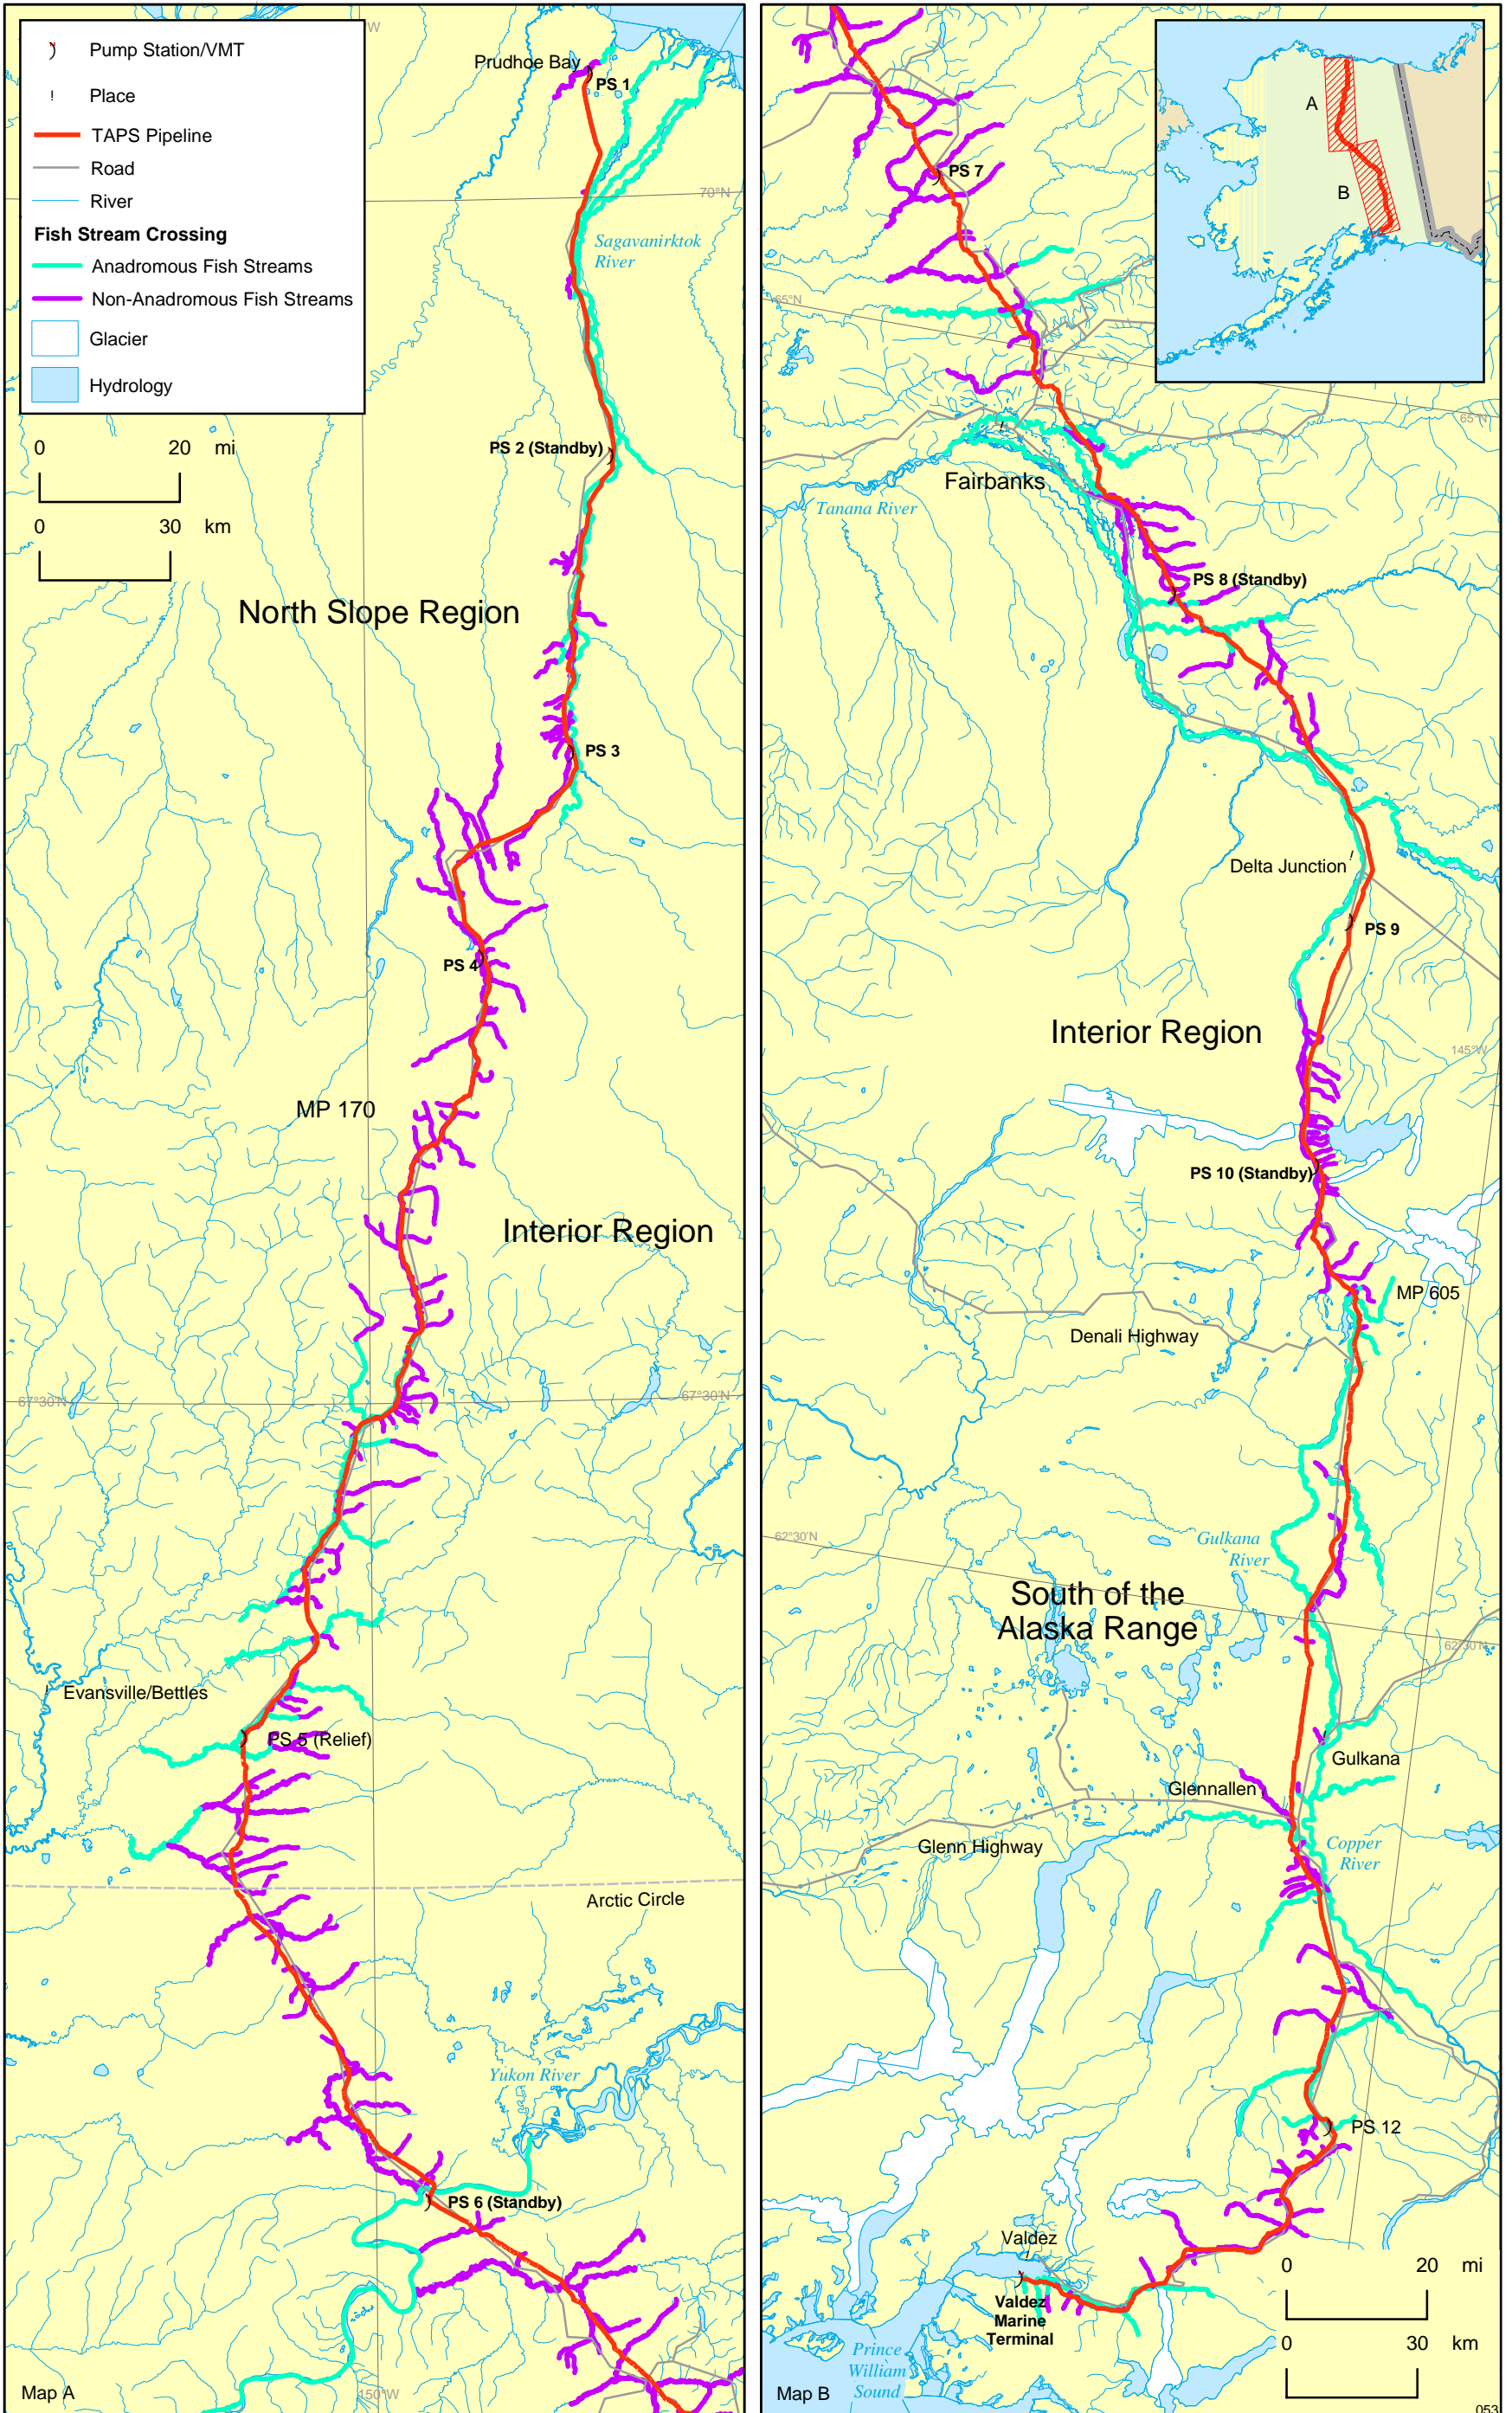 Pump Station/VMT
! Place
TAPS Pipeline
Road
River
Fish Stream Crossing
Anadromous Fish Streams
Non-Anadromous Fish Streams
Glacier
Hydrology
0 20 mi
0 30 km
W
Prudhoe Bay
PS 1
70°N
Sagavanirktok
River
PS 2 (Standby)
North Slope Region
PS 3
PS 4
MP 170
Interior Region
67°30'N
67°30'N
Evansville/Bettles
PS 5 (Relief)
Arctic Circle
Yukon River
PS 6 (Standby)
150°W
Map A
A
B
PS 7
65°N
65°N
Fairbanks
Tanana River
PS 8 (Standby)
Delta Junction
PS 9
Interior Region
145°W
PS 10 (Standby)
MP 605
Denali Highway
62°30'N
Gulkana
River
South of the
Alaska Range
62°30'N
Gulkana
Glennallen
Glenn Highway
Copper
River
PS 12
Valdez
Valdez
Marine
Terminal
Prince
William
Sound
0 20 mi
0 30 km
Map B
053